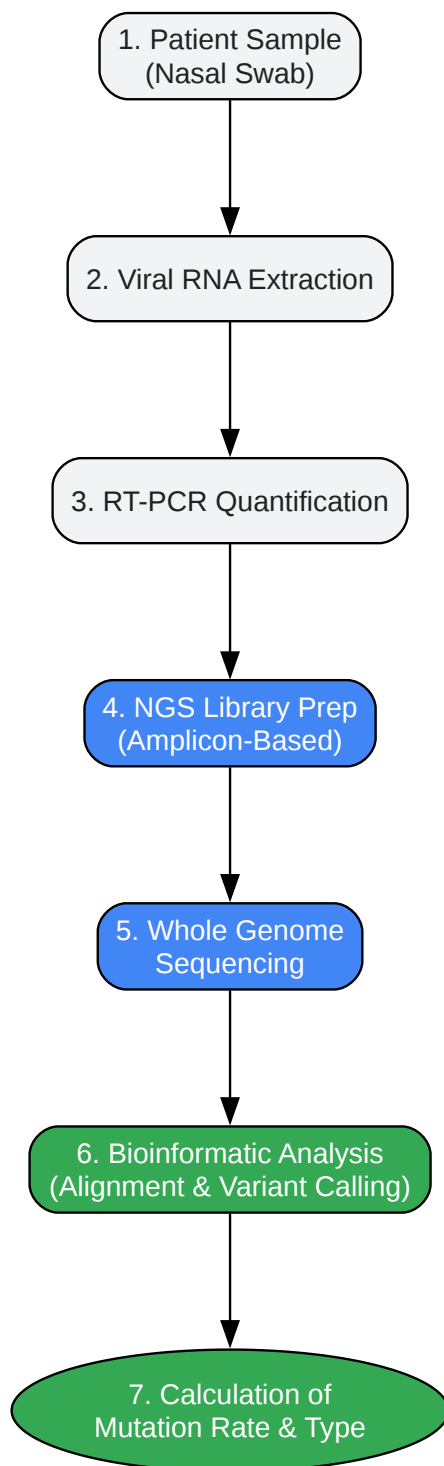 1. Patient Sample
(Nasal Swab)
2. Viral RNA Extraction
3. RT-PCR Quantification
4. NGS Library Prep
(Amplicon-Based)
5. Whole Genome
Sequencing
6. Bioinformatic Analysis
(Alignment & Variant Calling)
7. Calculation of
Mutation Rate & Type